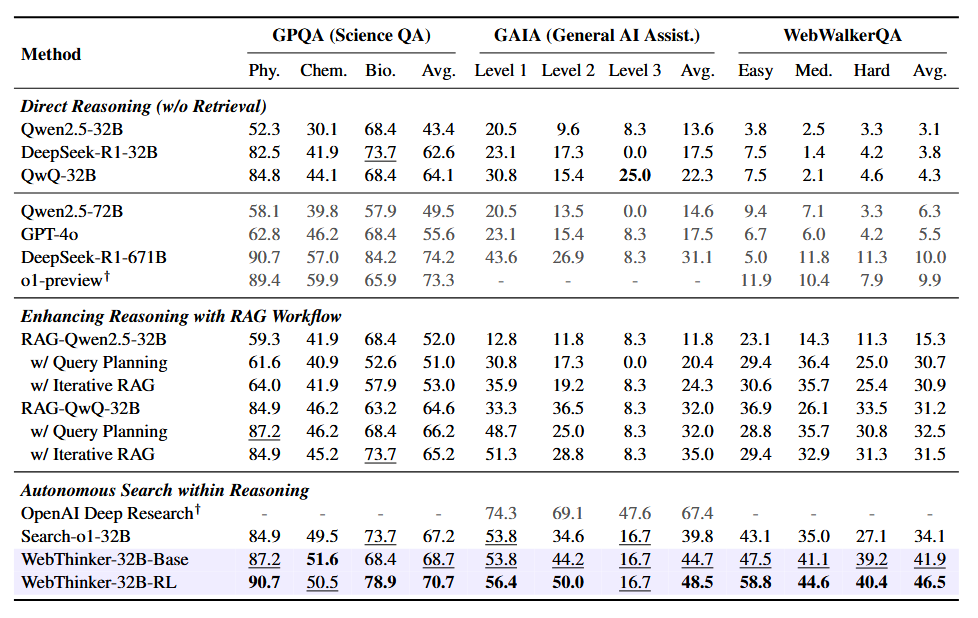 Method GPQA (Science QA) GAIA (General AI Assist.) WebWalkerQA
Phy. Chem. Bio. Avg. Level 1 Level 2 Level 3 Avg. Easy Med. Hard Avg.
Direct Reasoning (w/o Retrieval)
Qwen2.5-32B 52.3 30.1 68.4 43.4 20.5 9.6 8.3 13.6 3.8 2.5 3.3 3.1
DeepSeek-R1-32B 82.5 41.9 73.7 62.6 23.1 17.3 0.0 17.5 7.5 1.4 4.2 3.8
QwQ-32B 84.8 44.1 68.4 64.1 30.8 15.4 25.0 22.3 7.5 2.1 4.6 4.3
Qwen2.5-72B 58.1 39.8 57.9 49.5 20.5 13.5 0.0 14.6 9.4 7.1 3.3 6.3
GPT-4o 62.8 46.2 68.4 55.6 23.1 15.4 8.3 17.5 6.7 6.0 4.2 5.5
DeepSeek-R1-671B 90.7 57.0 84.2 74.2 43.6 26.9 8.3 31.1 5.0 11.8 11.3 10.0
o1-preview† 89.4 59.9 65.9 73.3 - - - - 11.9 10.4 7.9 9.9
Enhancing Reasoning with RAG Workflow
RAG-Qwen2.5-32B 59.3 41.9 68.4 52.0 12.8 11.8 8.3 11.8 23.1 14.3 11.3 15.3
w/ Query Planning 61.6 40.9 52.6 51.0 30.8 17.3 0.0 20.4 29.4 36.4 25.0 30.7
w/ Iterative RAG 64.0 41.9 57.9 53.0 35.9 19.2 8.3 24.3 30.6 35.7 25.4 30.9
RAG-QwQ-32B 84.9 46.2 63.2 64.6 33.3 36.5 8.3 32.0 36.9 26.1 33.5 31.2
w/ Query Planning 87.2 46.2 68.4 66.2 48.7 25.0 8.3 32.0 28.8 35.7 30.8 32.5
w/ Iterative RAG 84.9 45.2 73.7 65.2 51.3 28.8 8.3 35.0 29.4 32.9 31.3 31.5
Autonomous Search within Reasoning
OpenAI Deep Research† - - - - 74.3 69.1 47.6 67.4 - - - -
Search-o1-32B 84.9 49.5 73.7 67.2 53.8 34.6 16.7 39.8 43.1 35.0 27.1 34.1
WebThinker-32B-Base 87.2 51.6 68.4 68.7 53.8 44.2 16.7 44.7 47.5 41.1 39.2 41.9
WebThinker-32B-RL 90.7 50.5 78.9 70.7 56.4 50.0 16.7 48.5 58.8 44.6 40.4 46.5